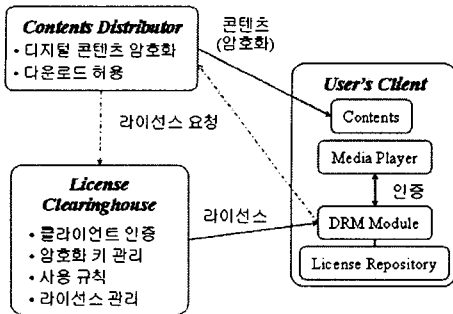 Contents Distributor
• 디지털 콘텐츠 암호화
• 다운로드 허용
콘텐츠
(암호화)
라이선스 요청
License
Clearinghouse
• 클라이언트 인증
• 암호화 키 관리
• 사용 규칙
• 라이선스 관리
라이선스
User's Client
Contents
Media Player
인증
DRM Module
License Repository